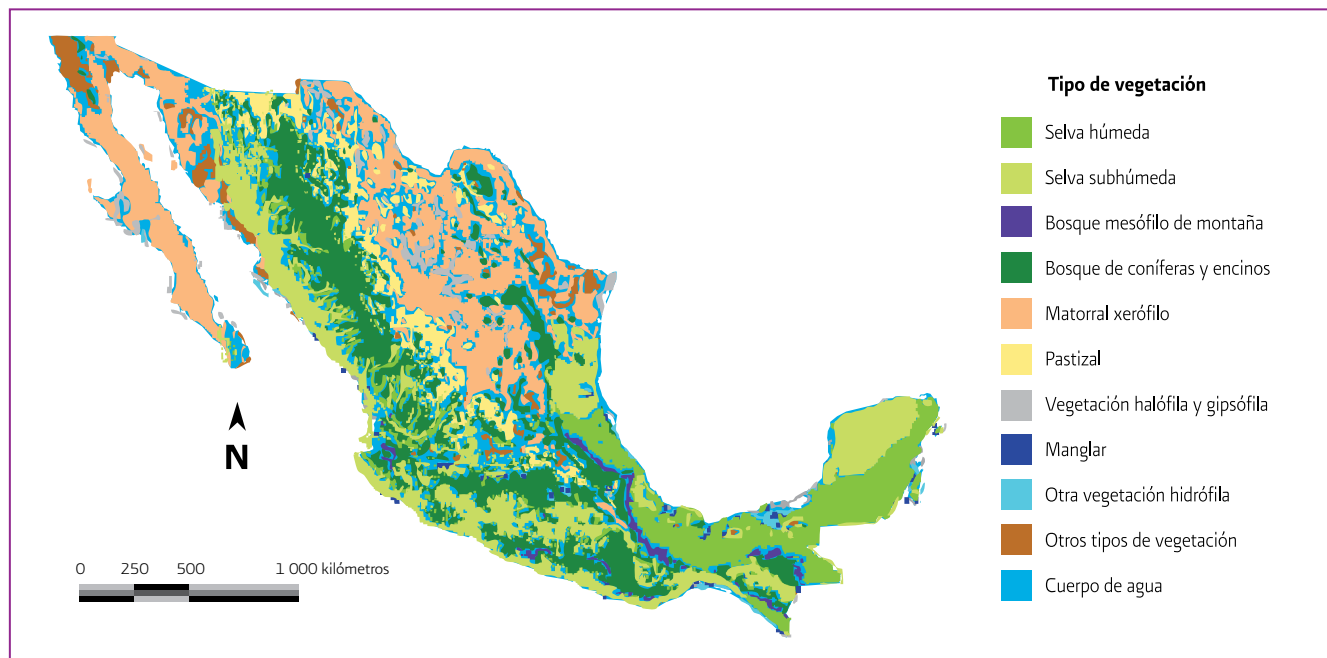 Tipo de vegetación
Selva húmeda
Selva subhúmeda
Bosque mesófilo de montaña
Bosque de coníferas y encinos
Matorral xerófilo
Pastizal
Vegetación halófila y gipsófila
Manglar
Otra vegetación hidrófila
Otros tipos de vegetación
Cuerpo de agua
N
0 250 500 1 000 kilómetros